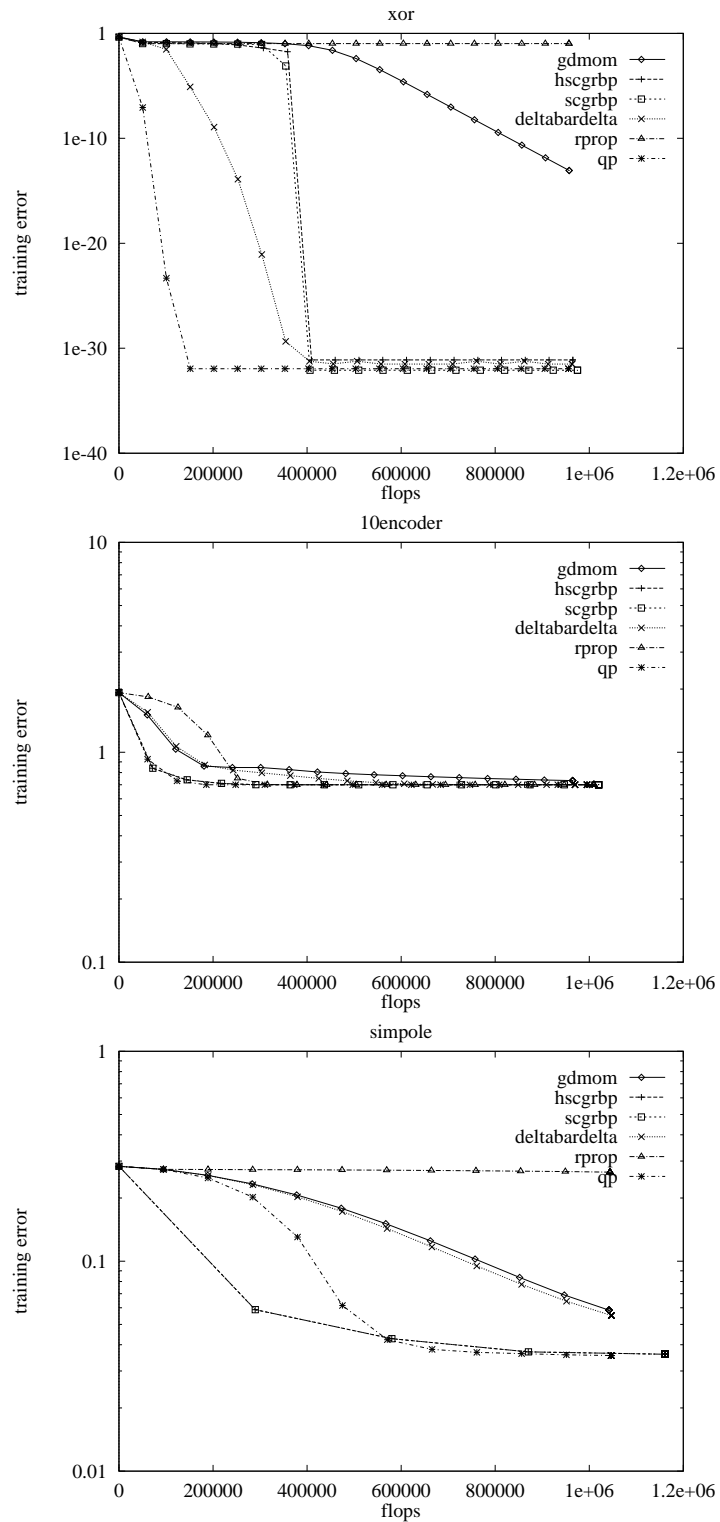 xor
1
1e-10
1e-20
1e-30
1e-40
training error
gdmom
hscgrbp
scgrbp
deltabardelta
rprop
qp
0 200000 400000 600000 800000 1e+06 1.2e+06
flops
10encoder
10
1
0.1
training error
gdmom
hscgrbp
scgrbp
deltabardelta
rprop
qp
0 200000 400000 600000 800000 1e+06 1.2e+06
flops
simpole
1
0.1
0.01
training error
gdmom
hscgrbp
scgrbp
deltabardelta
rprop
qp
0 200000 400000 600000 800000 1e+06 1.2e+06
flops